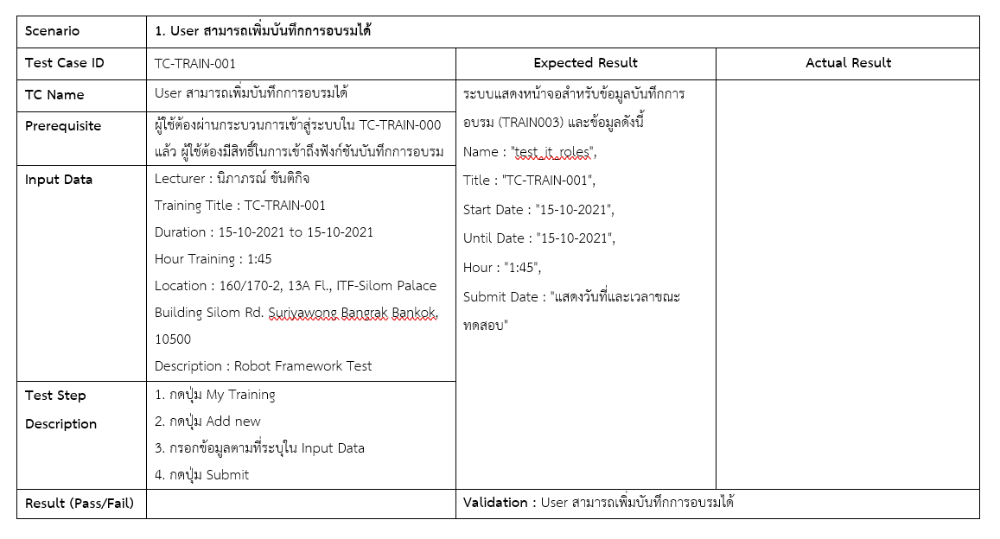 Scenario
1. User สามารถเพิ่มบันทึกการอบรมได้
Test Case ID
TC-TRAIN-001
Expected Result
Actual Result
TC Name
User สามารถเพิ่มบันทึกการอบรมได้
Prerequisite
ผู้ใช้ต้องผ่านกระบวนการเข้าสู่ระบบใน TC-TRAIN-000
แล้ว ผู้ใช้ต้องมีสิทธิ์ในการเข้าถึงฟังก์ชันบันทึกการอบรม
Input Data
Lecturer : นิภาภรณ์ ขันติกิจ
Training Title : TC-TRAIN-001
Duration : 15-10-2021 to 15-10-2021
Hour Training : 1:45
Location : 160/170-2, 13A Fl., ITF-Silom Palace
Building Silom Rd. Suriyawong Bangrak Bankok,
10500
Description : Robot Framework Test
Test Step
Description
1. กดปุ่ม My Training
2. กดปุ่ม Add new
3. กรอกข้อมูลตามที่ระบุใน Input Data
4. กดปุ่ม Submit
ระบบแสดงหน้าจอสำหรับข้อมูลบันทึกการ
อบรม (TRAIN003) และข้อมูลดังนี้
Name : "test_it_roles",
Title : "TC-TRAIN-001",
Start Date : "15-10-2021",
Until Date : "15-10-2021",
Hour : "1:45",
Submit Date : "แสดงวันที่และเวลาขณะ
ทดสอบ"
Result (Pass/Fail)
Validation : User สามารถเพิ่มบันทึกการอบรมได้